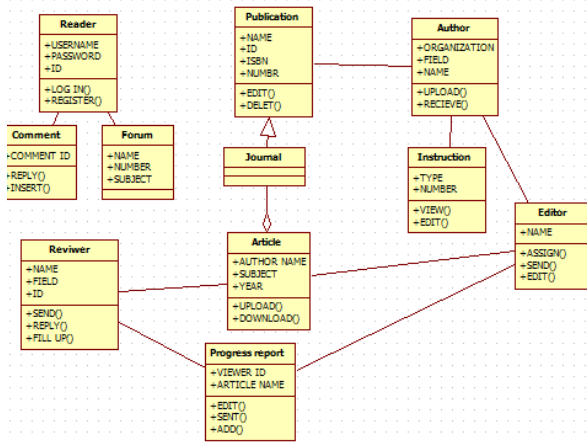 Reader
+USERNAME
+PASSWORD
+ID
+LOG IN()
+REGISTER()
Publication
+NAME
+ID
+ISBN
+NUMBR
+EDIT()
+DELET()
Author
+ORGANIZATION
+FIELD
+NAME
+UPLOAD()
+RECIEVE()
Comment
+COMMENT ID
+REPLY()
+INSERT()
Forum
+NAME
+NUMBER
+SUBJECT
Journal
Instruction
+TYPE
+NUMBER
+VIEW()
+EDIT()
Editor
+NAME
+ASSIGN()
+SEND()
+EDIT()
Reviwer
+NAME
+FIELD
+ID
+SEND()
+REPLY()
+FILL UP()
Article
+AUTHOR NAME
+SUBJECT
+YEAR
+UPLOAD()
+DOWNLOAD()
Progress report
+VIEWER ID
+ARTICLE NAME
+EDIT()
+SENT()
+ADD()